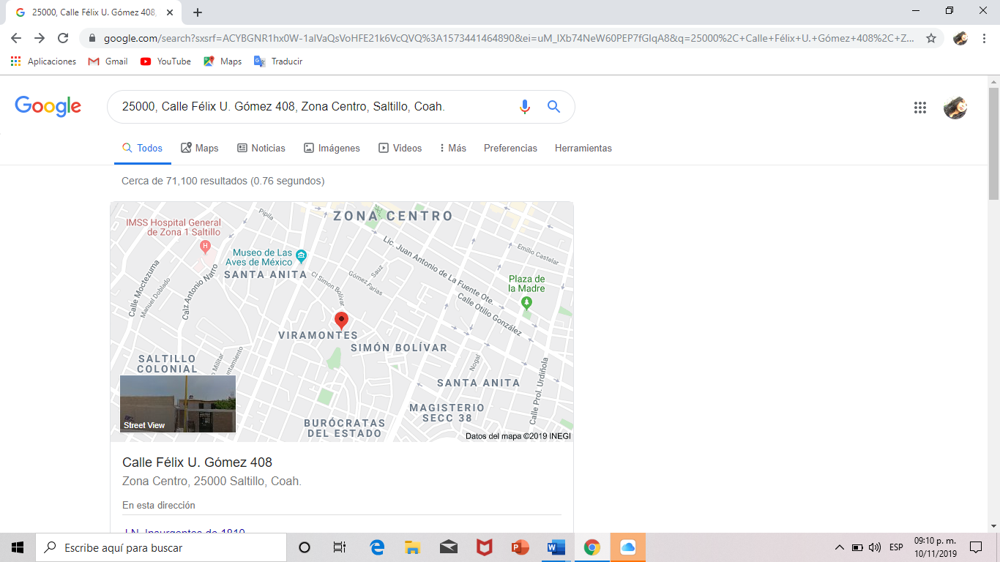 25000, Calle Félix U. Gómez 408,
google.com/search?sxsrf=ACYBGNR1hx0W-1alVaQsVoHFE21k6VcQVQ%3A1573441464890&ei=uM_IXb74NeW60PEP7fGlqA8&q=25000%2C+Calle+Félix+U.+Gómez+408%2C+Z...
Aplicaciones Gmail YouTube Maps Traducir
Google
25000, Calle Félix U. Gómez 408, Zona Centro, Saltillo, Coah.
Todos Maps Noticias Imágenes Videos Más Preferencias Herramientas
Cerca de 71,100 resultados (0.76 segundos)
ZONA CENTRO
IMSS Hospital General
de Zona 1 Saltillo
H
Pipila
Lic. Juan Antonio de La Fuente Ote.
Emilio Castelar
Museo de Las
Aves de México
SANTA ANITA
Calle Moctezuma
Manuel Doblado
Calz Antonio Narro
Cl Simon Bolivar
Gómez Farias
Sauz
Plaza de
la Madre
Calle Otilio González
VIRAMONTES
SIMÓN BOLÍVAR
SALTILLO
COLONIAL
o Militar
untamiento
Nogal
SANTA ANITA
Calle Prol. Urdiñola
MAGISTERIO
SECC 38
BURÓCRATAS
DEL ESTADO
Street View
Datos del mapa ©2019 INEGI
Calle Félix U. Gómez 408
Zona Centro, 25000 Saltillo, Coah.
En esta dirección
J.N. Insurgentes de 1810
Escribe aquí para buscar
ESP
09:10 p. m.
10/11/2019